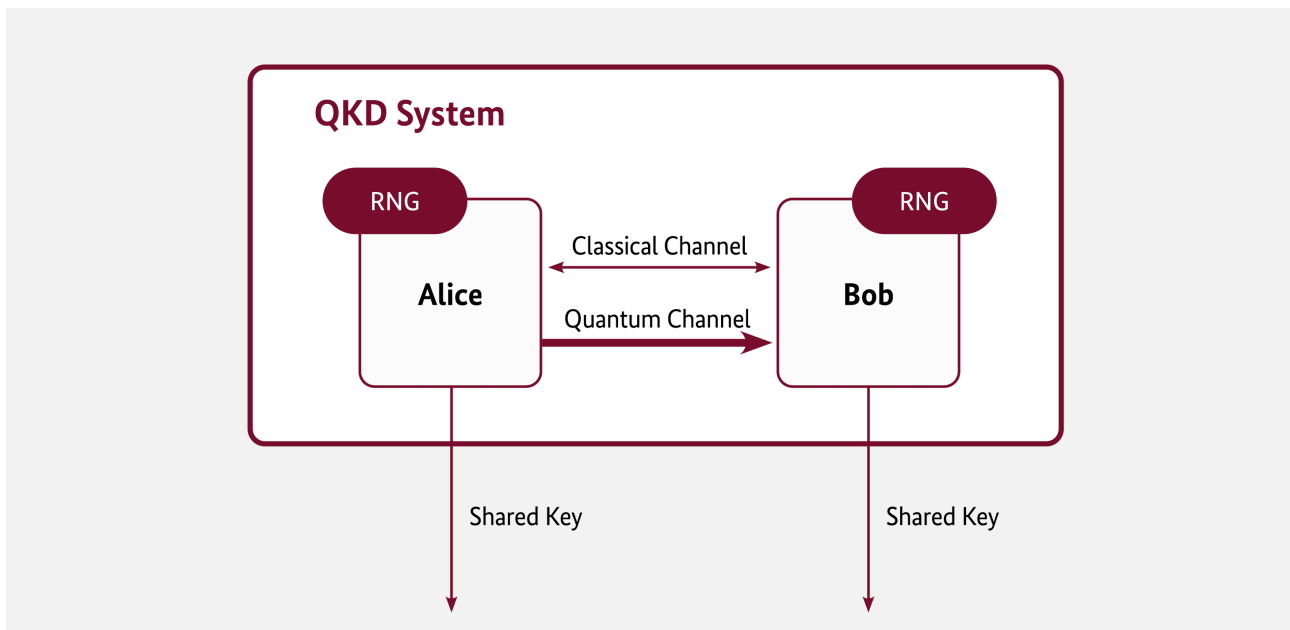 QKD System
RNG
RNG
Classical Channel
Alice
Bob
Quantum Channel
Shared Key
Shared Key